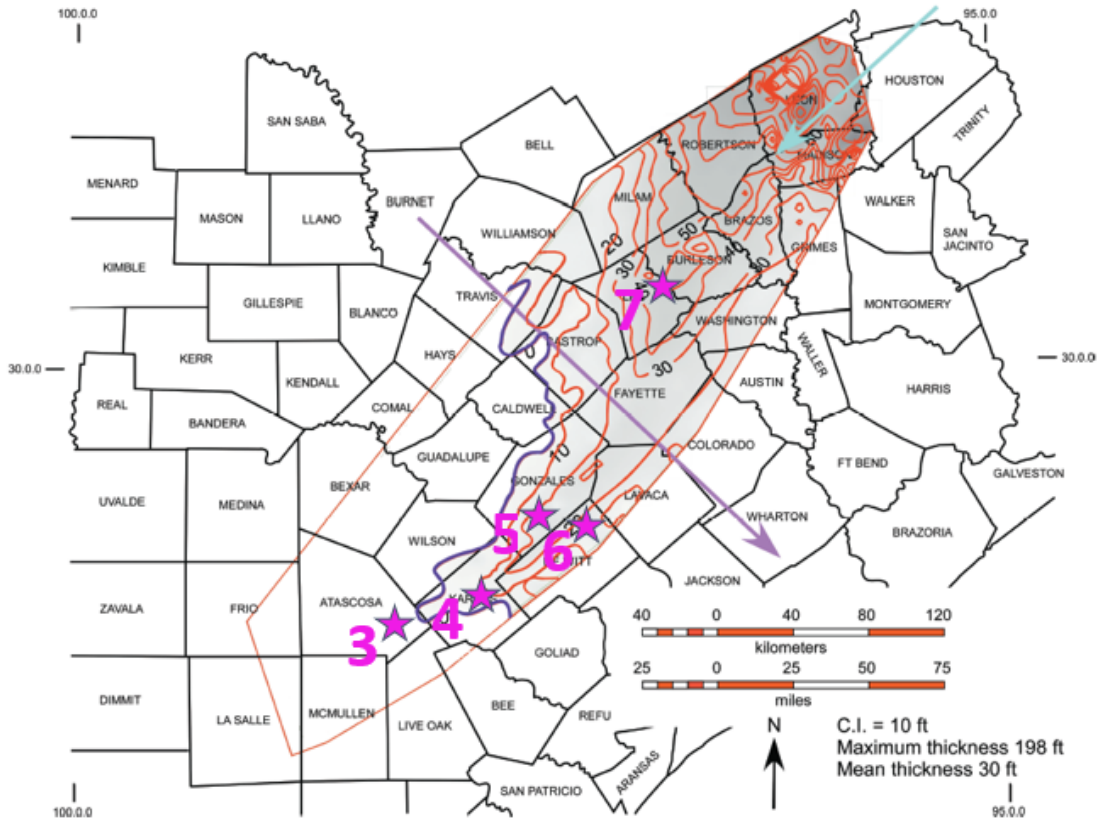 100.0.0
95.0.0
HOUSTON
SAN SABA
LEON
TRINITY
BELL
ROBERTSON
MADISON
MENARD
MILAM
WALKER
BURNET
MASON
LLANO
BRAZOS
WILLIAMSON
SAN
JACINTO
20
50
40
GRIMES
KIMBLE
BURLESON
30
TRAVIS
GILLESPIE
7
MONTGOMERY
BLANCO
WASHINGTON
BASTROP
0
HAYS
WALLER
KERR
30.0.0
30.0.0
30
KENDALL
AUSTIN
HARRIS
FAYETTE
REAL
COMAL
CALDWELL
BANDERA
COLORADO
10
GUADALUPE
FT BEND
GALVESTON
GONZALES
BEXAR
LAVACA
UVALDE
MEDINA
WHARTON
5
20
BRAZORIA
WILSON
6
DEWITT
JACKSON
ZAVALA
FRIO
ATASCOSA
KARNES
4
40 0 40 80 120
3
kilometers
GOLIAD
25 0 25 50 75
DIMMIT
miles
LA SALLE
MCMULLEN
LIVE OAK
BEE
REFU
N
C.I. = 10 ft
Maximum thickness 198 ft
Mean thickness 30 ft
ARANSAS
SAN PATRICIO
100.0.0
95.0.0